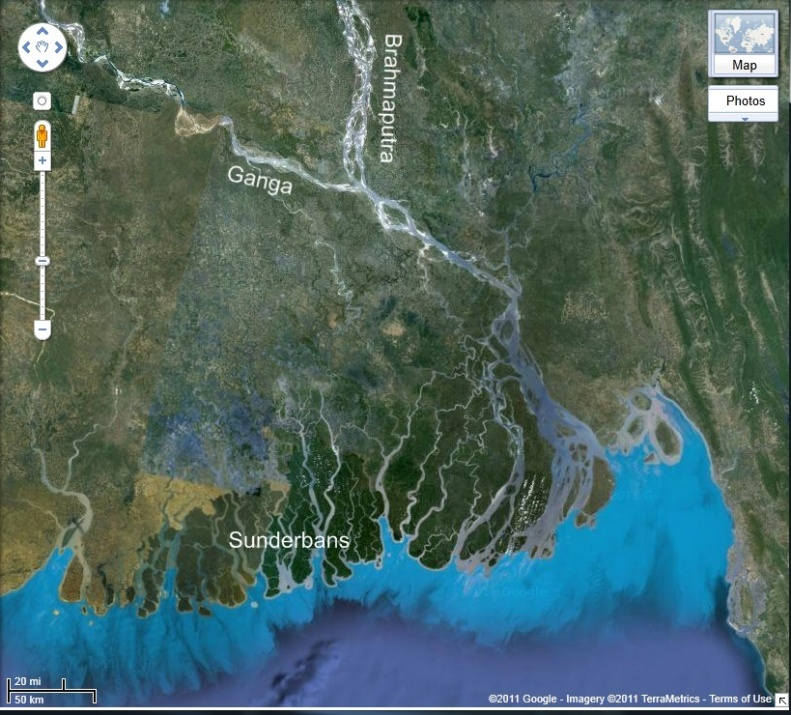 Map
Photos
Brahmaputra
Ganga
Sunderbans
20 mi
50 km
©2011 Google - Imagery ©2011 TerraMetrics - Terms of Use